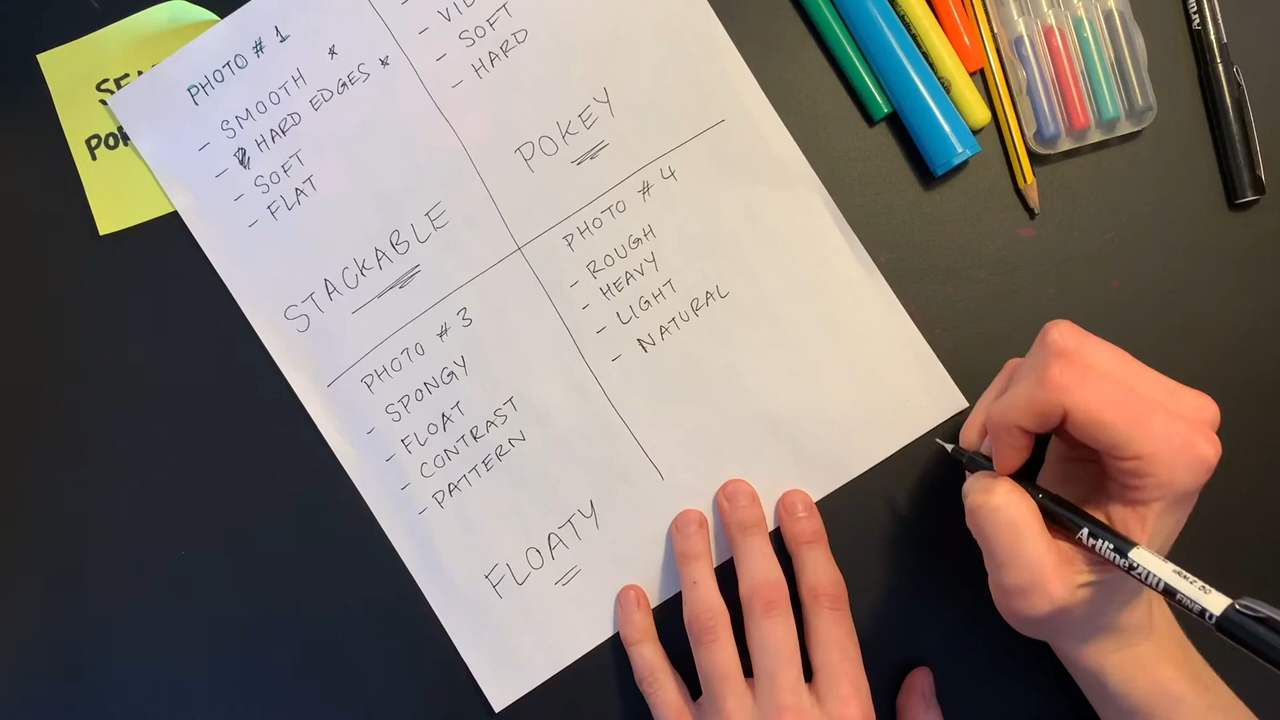 PHOTO # 1
- SMOOTH *
- HARD EDGES *
- SOFT
- FLAT
STACKABLE
- SOFT
- HARD
POKEY
PHOTO # 3
- SPONGY
- FLOAT
- CONTRAST
- PATTERN
FLOATY
PHOTO # 4
- ROUGH
- HEAVY
- LIGHT
- NATURAL
Artline 200
FINE
Artline